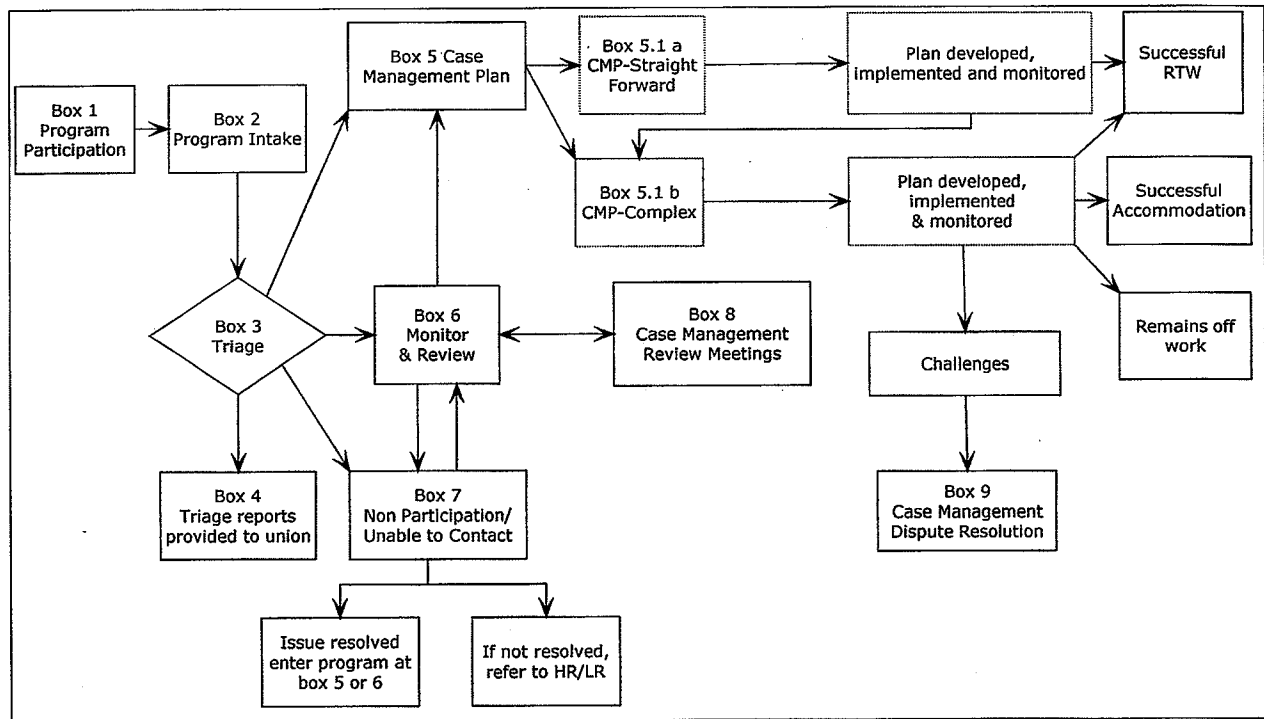 Box 1
Program
Participation
Box 2
Program Intake
Box 3
Triage
Box 4
Triage reports
provided to union
Box 5 Case
Management Plan
Box 5.1 a
CMP-Straight
Forward
Plan developed,
implemented and monitored
Successful
RTW
Box 5.1 b
CMP-Complex
Plan developed,
implemented
& monitored
Successful
Accommodation
Remains off
work
Box 6
Monitor
& Review
Box 8
Case Management
Review Meetings
Challenges
Box 7
Non Participation/
Unable to Contact
Box 9
Case Management
Dispute Resolution
Issue resolved
enter program at
box 5 or 6
If not resolved,
refer to HR/LR